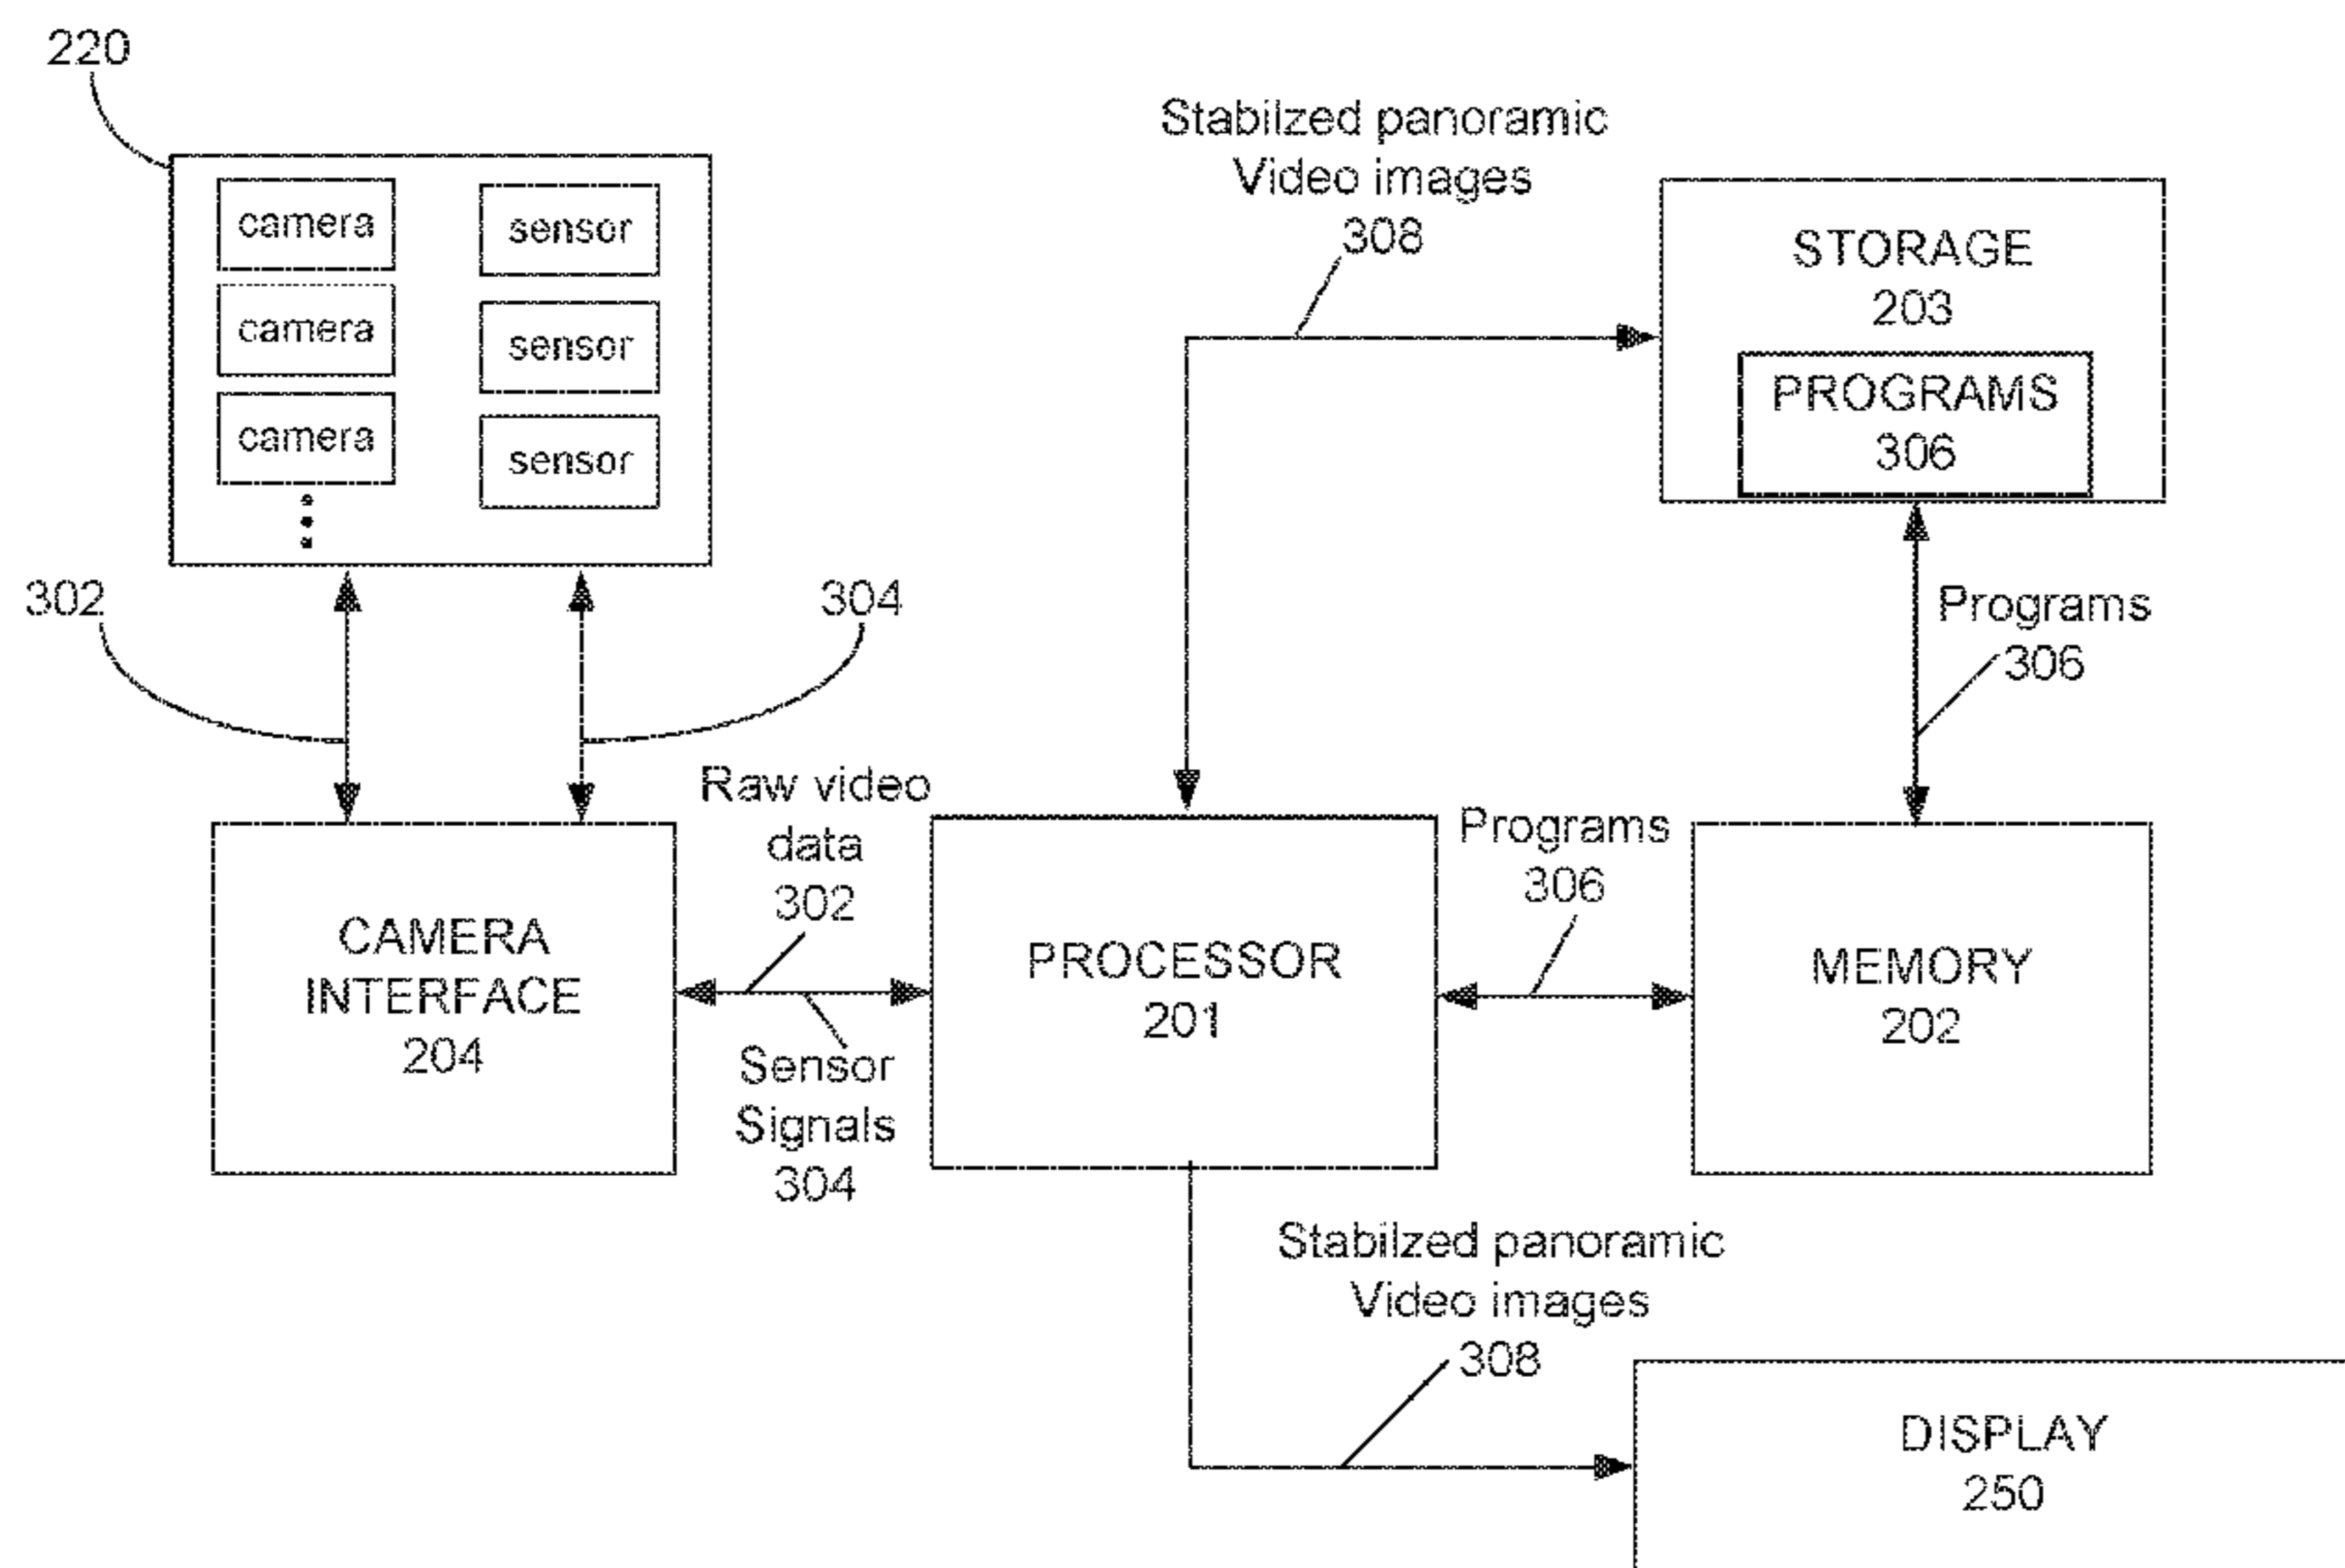 220
camera
camera
camera
sensor
sensor
sensor
302
304
Stabilzed panoramic
Video images
308
STORAGE
203
PROGRAMS
306
Programs
306
CAMERA
INTERFACE
204
Raw video
data
302
Sensor
Signals
304
PROCESSOR
201
Programs
306
MEMORY
202
Stabilzed panoramic
Video images
308
DISPLAY
250